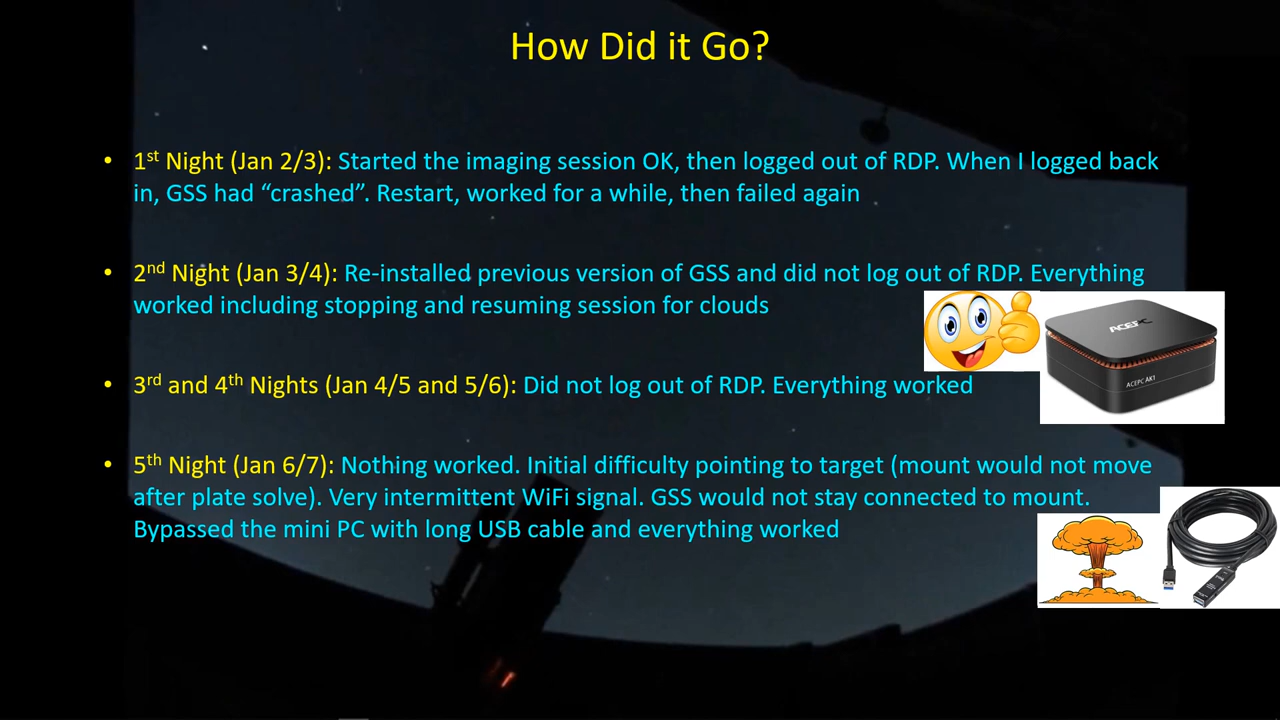 How Did it Go?
• 1st Night (Jan 2/3): Started the imaging session OK, then logged out of RDP. When I logged back
in, GSS had “crashed”. Restart, worked for a while, then failed again
• 2nd Night (Jan 3/4): Re-installed previous version of GSS and did not log out of RDP. Everything
worked including stopping and resuming session for clouds
• 3rd and 4th Nights (Jan 4/5 and 5/6): Did not log out of RDP. Everything worked
ACEPC
ACEPC AK1
• 5th Night (Jan 6/7): Nothing worked. Initial difficulty pointing to target (mount would not move
after plate solve). Very intermittent WiFi signal. GSS would not stay connected to mount.
Bypassed the mini PC with long USB cable and everything worked